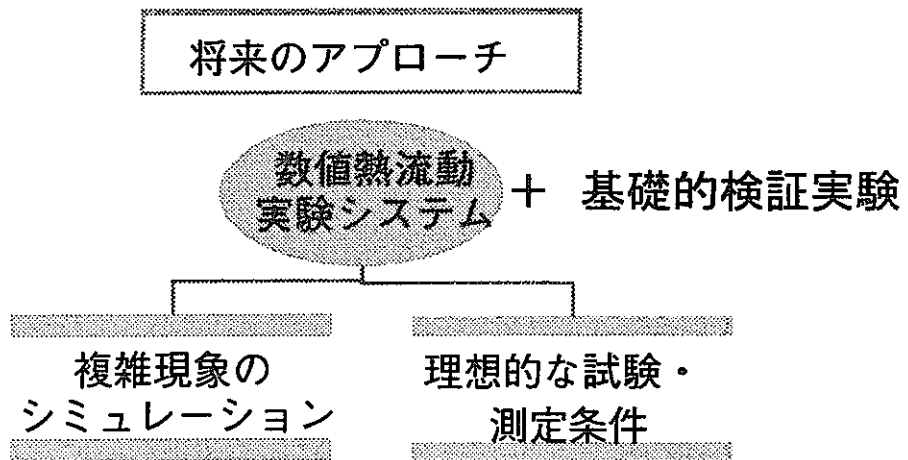 将来のアプローチ
数値熱流動
実験システム
+ 基礎的検証実験
複雑現象の
シミュレーション
理想的な試験・
測定条件